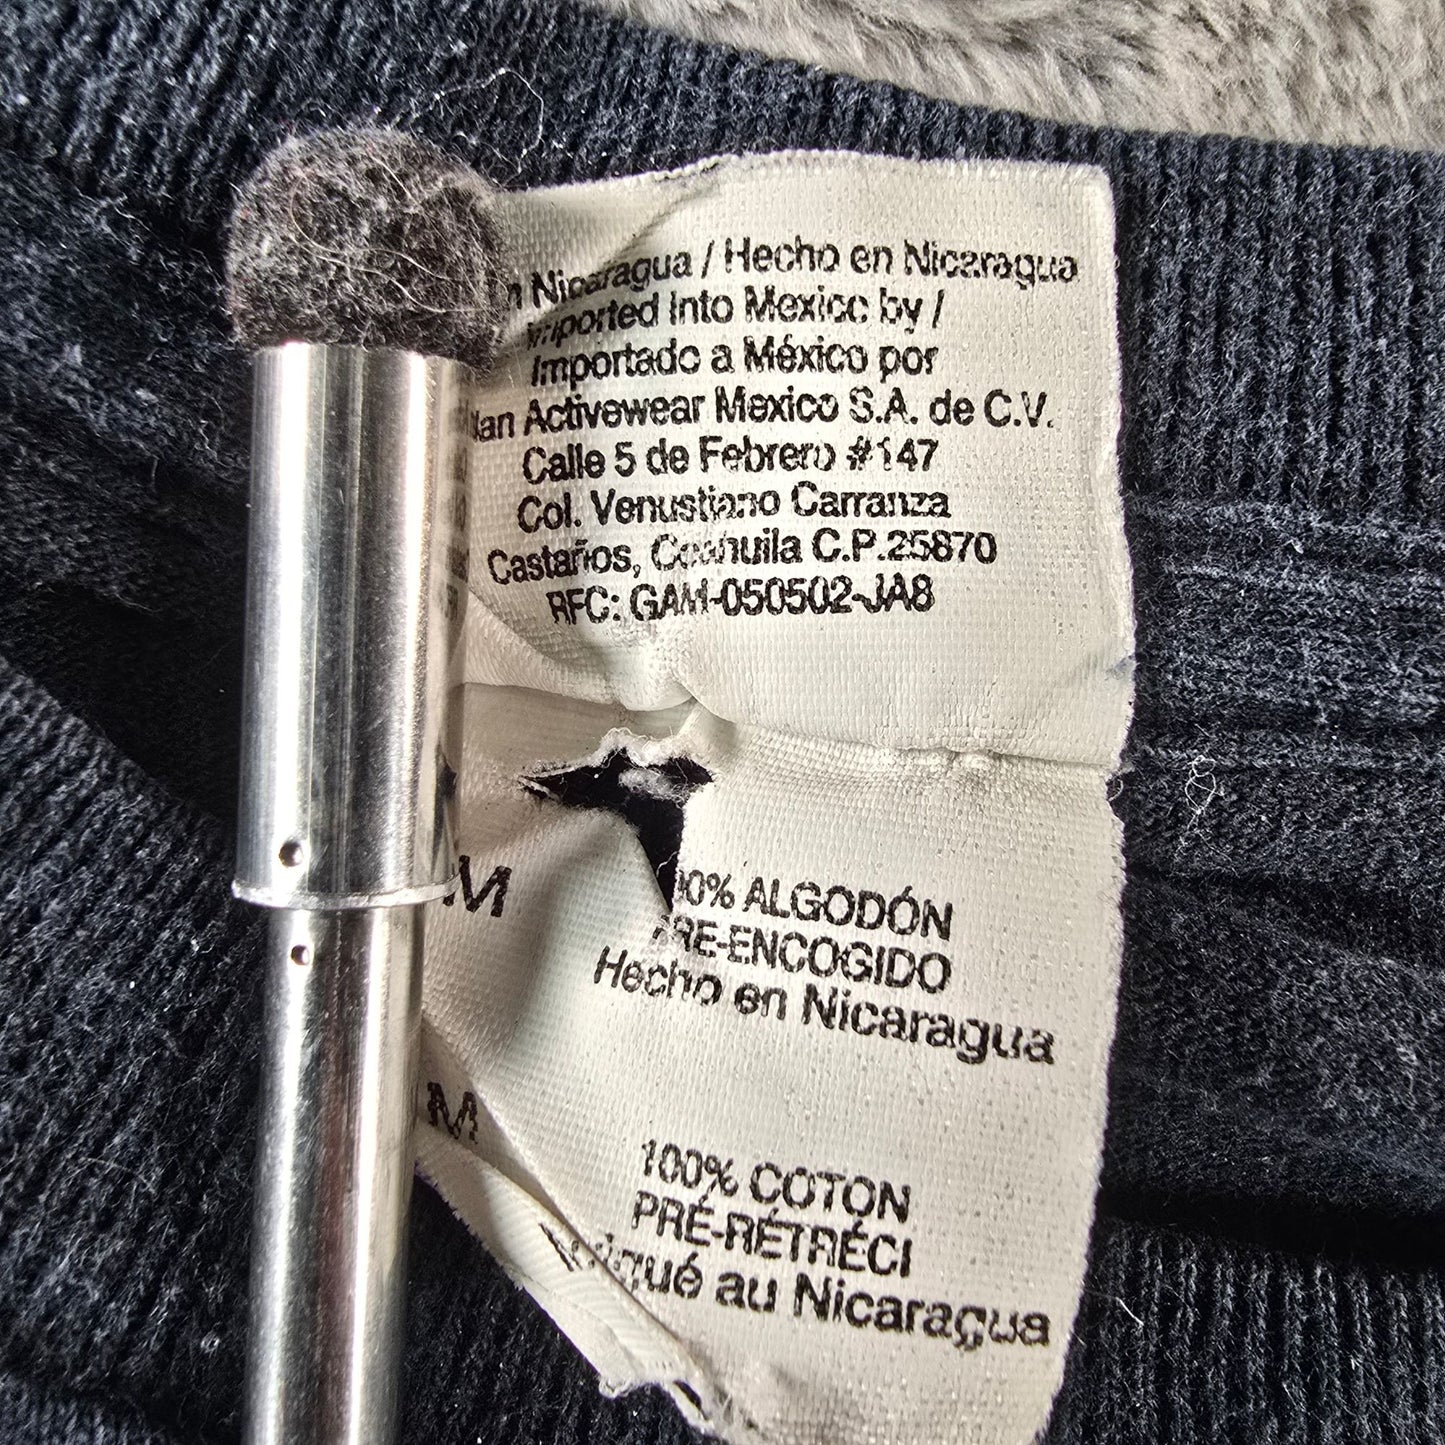 Nicaragua / Hecho en Nicaragua
Imported Into Mexico by /
Importado a México por
Activewear Mexico S.A. de C.V.
Calle 5 de Febrero #147
Col. Venustiano Carranza
Castaños, Coahuila C.P.25870
RFC: GAM-050502-JA8
M
ALGODÓN
PRE-ENCOGIDO
Hecho en Nicaragua
M
100% COTON
PRÉ-RÉTRÉCI
au Nicaragua